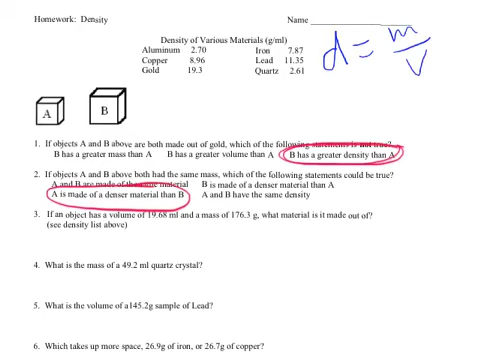 Homework: Density Name
Density of Various Materials (g/ml)
Aluminum 2.70 Iron 7.87
Copper 8.96 Lead 11.35
Gold 19.3 Quartz 2.61
d = m/v
A B
1. If objects A and B above are both made out of gold, which of the following statements is not true?
B has a greater mass than A B has a greater volume than A B has a greater density than A
2. If objects A and B above both had the same mass, which of the following statements could be true?
A and B are made of the same material B is made of a denser material than A
A is made of a denser material than B A and B have the same density
3. If an object has a volume of 19.68 ml and a mass of 176.3 g, what material is it made out of?
(see density list above)
4. What is the mass of a 49.2 ml quartz crystal?
5. What is the volume of a145.2g sample of Lead?
6. Which takes up more space, 26.9g of iron, or 26.7g of copper?